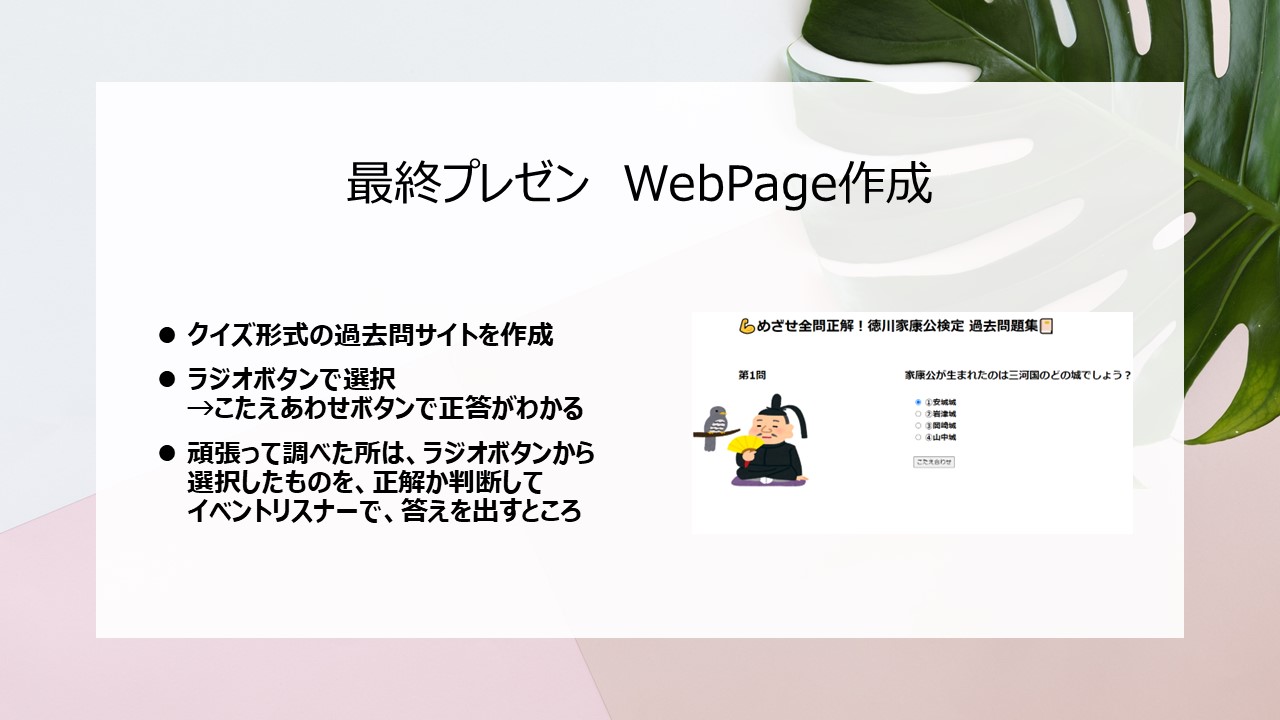 最終プレゼン　WebPage作成
● クイズ形式の過去問サイトを作成
● ラジオボタンで選択
→こたえあわせボタンで正答がわかる
● 頑張って調べた所は、ラジオボタンから
選択したものを、正解か判断して
イベントリスナーで、答えを出すところ
💪めざせ全問正解！徳川家康公検定 過去問題集📋
第1問
家康公が生まれたのは三河国のどの城でしょう？
①安城城
②岩津城
③岡崎城
④山中城
こたえあわせ